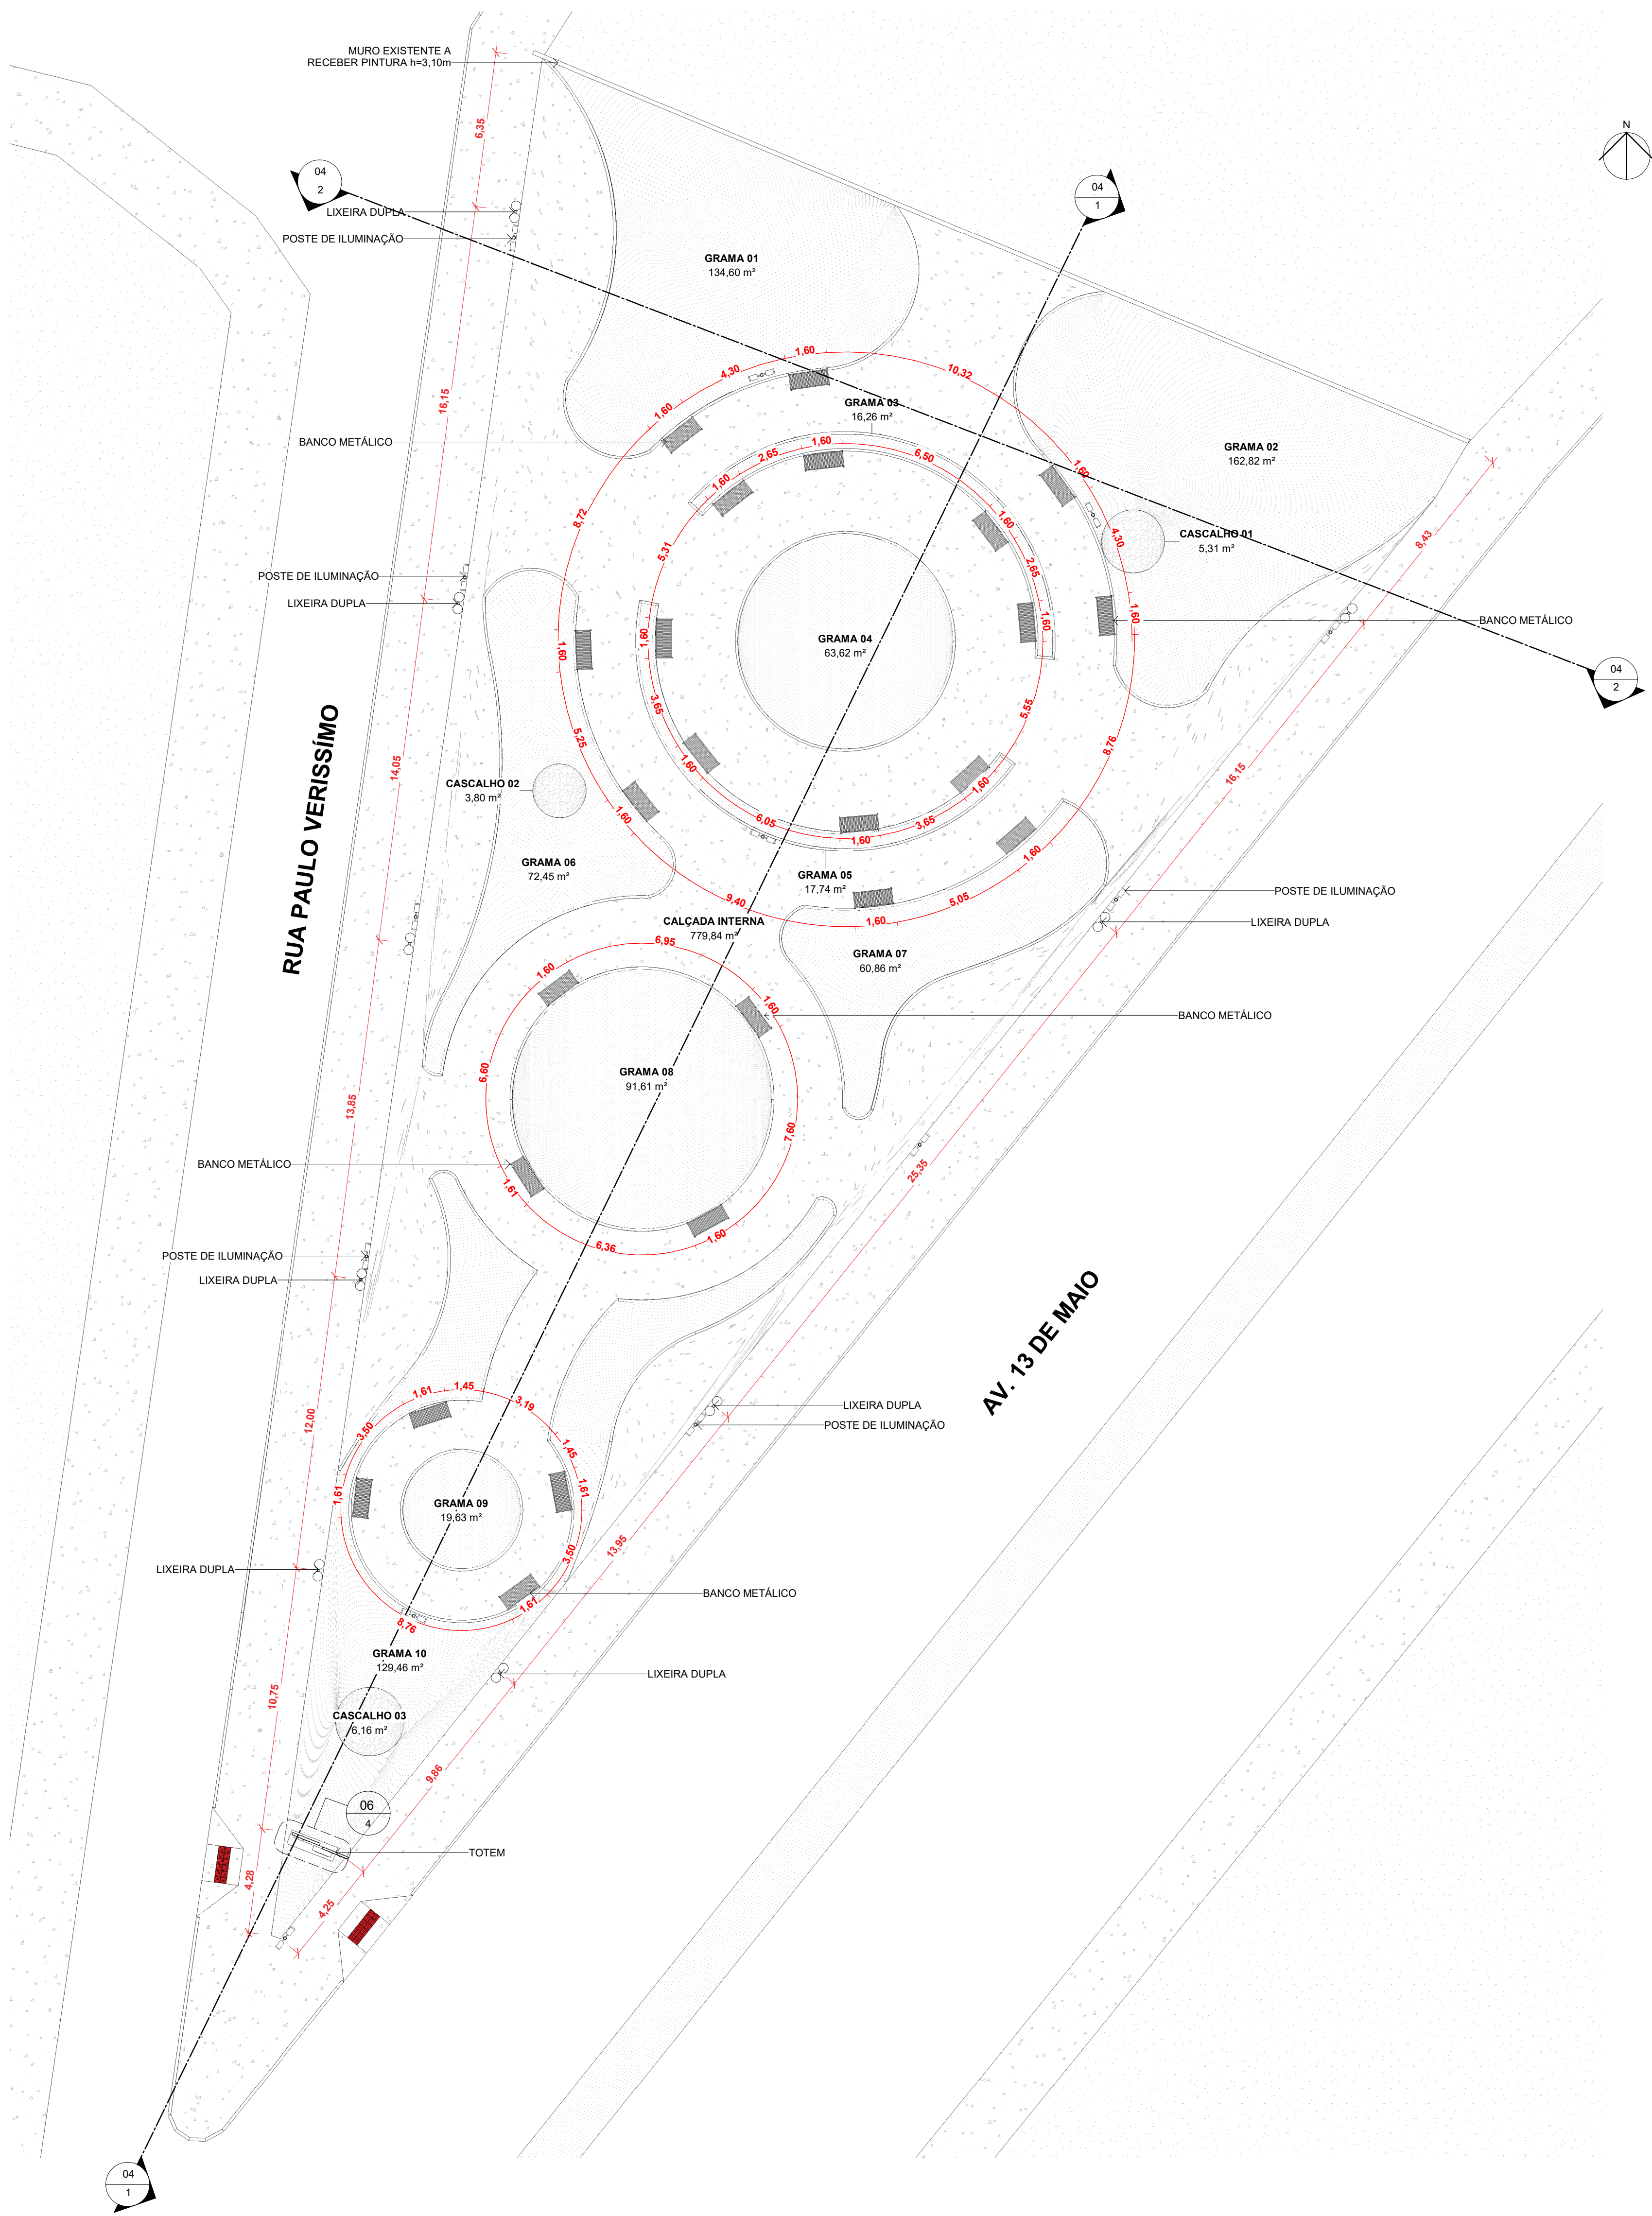 MURO EXISTENTE A
RECEBER PINTURA h=3,10m
N
6,35
04
2
04
1
LIXEIRA DUPLA
POSTE DE ILUMINAÇÃO
GRAMA 01
134,60 m²
1,60
4,30
10,32
16,15
1,60
GRAMA 03
16,26 m²
BANCO METÁLICO
1,60
2,65
6,50
GRAMA 02
162,82 m²
1,60
1,60
8,72
1,60
4,30
CASCALHO 01
5,31 m²
8,43
5,31
2,65
POSTE DE ILUMINAÇÃO
LIXEIRA DUPLA
1,60
1,60
BANCO METÁLICO
1,60
1,60
GRAMA 04
63,62 m²
04
2
3,65
5,55
5,25
8,76
RUA PAULO VERISSÍMO
14,05
1,60
16,15
CASCALHO 02
3,80 m²
1,60
1,60
6,05
3,65
1,60
1,60
GRAMA 06
72,45 m²
GRAMA 05
17,74 m²
POSTE DE ILUMINAÇÃO
9,40
5,05
1,60
CALÇADA INTERNA
779,84 m²
LIXEIRA DUPLA
6,95
GRAMA 07
60,86 m²
1,60
1,60
BANCO METÁLICO
6,60
GRAMA 08
91,61 m²
13,85
7,60
BANCO METÁLICO
25,35
1,61
1,60
6,36
POSTE DE ILUMINAÇÃO
LIXEIRA DUPLA
AV. 13 DE MAIO
1,61
1,45
3,19
LIXEIRA DUPLA
POSTE DE ILUMINAÇÃO
12,00
3,50
1,45
1,61
1,61
GRAMA 09
19,63 m²
13,95
3,50
LIXEIRA DUPLA
BANCO METÁLICO
1,61
8,76
GRAMA 10
129,46 m²
LIXEIRA DUPLA
10,75
CASCALHO 03
6,16 m²
9,86
06
4
TOTEM
4,28
4,25
04
1